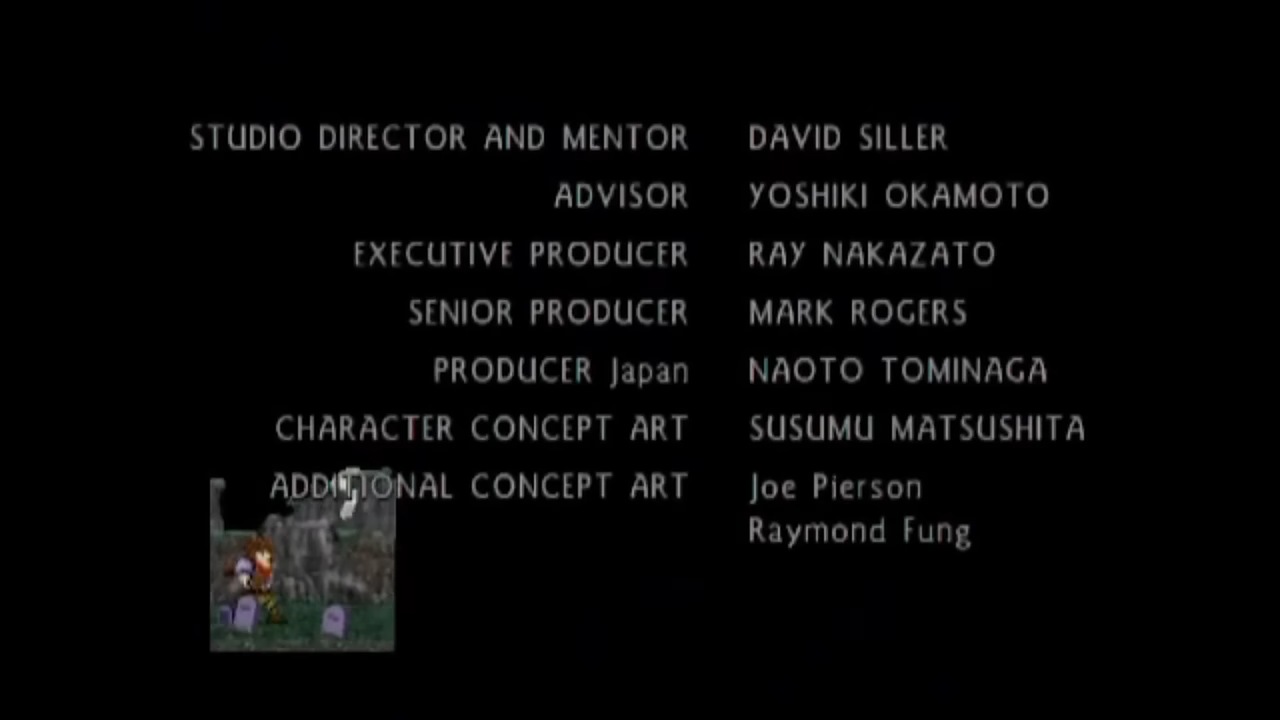 STUDIO DIRECTOR AND MENTOR DAVID SILLER
ADVISOR YOSHIKI OKAMOTO
EXECUTIVE PRODUCER RAY NAKAZATO
SENIOR PRODUCER MARK ROGERS
PRODUCER Japan NAOTO TOMINAGA
CHARACTER CONCEPT ART SUSUMU MATSUSHITA
ADDITIONAL CONCEPT ART Joe Pierson
Raymond Fung